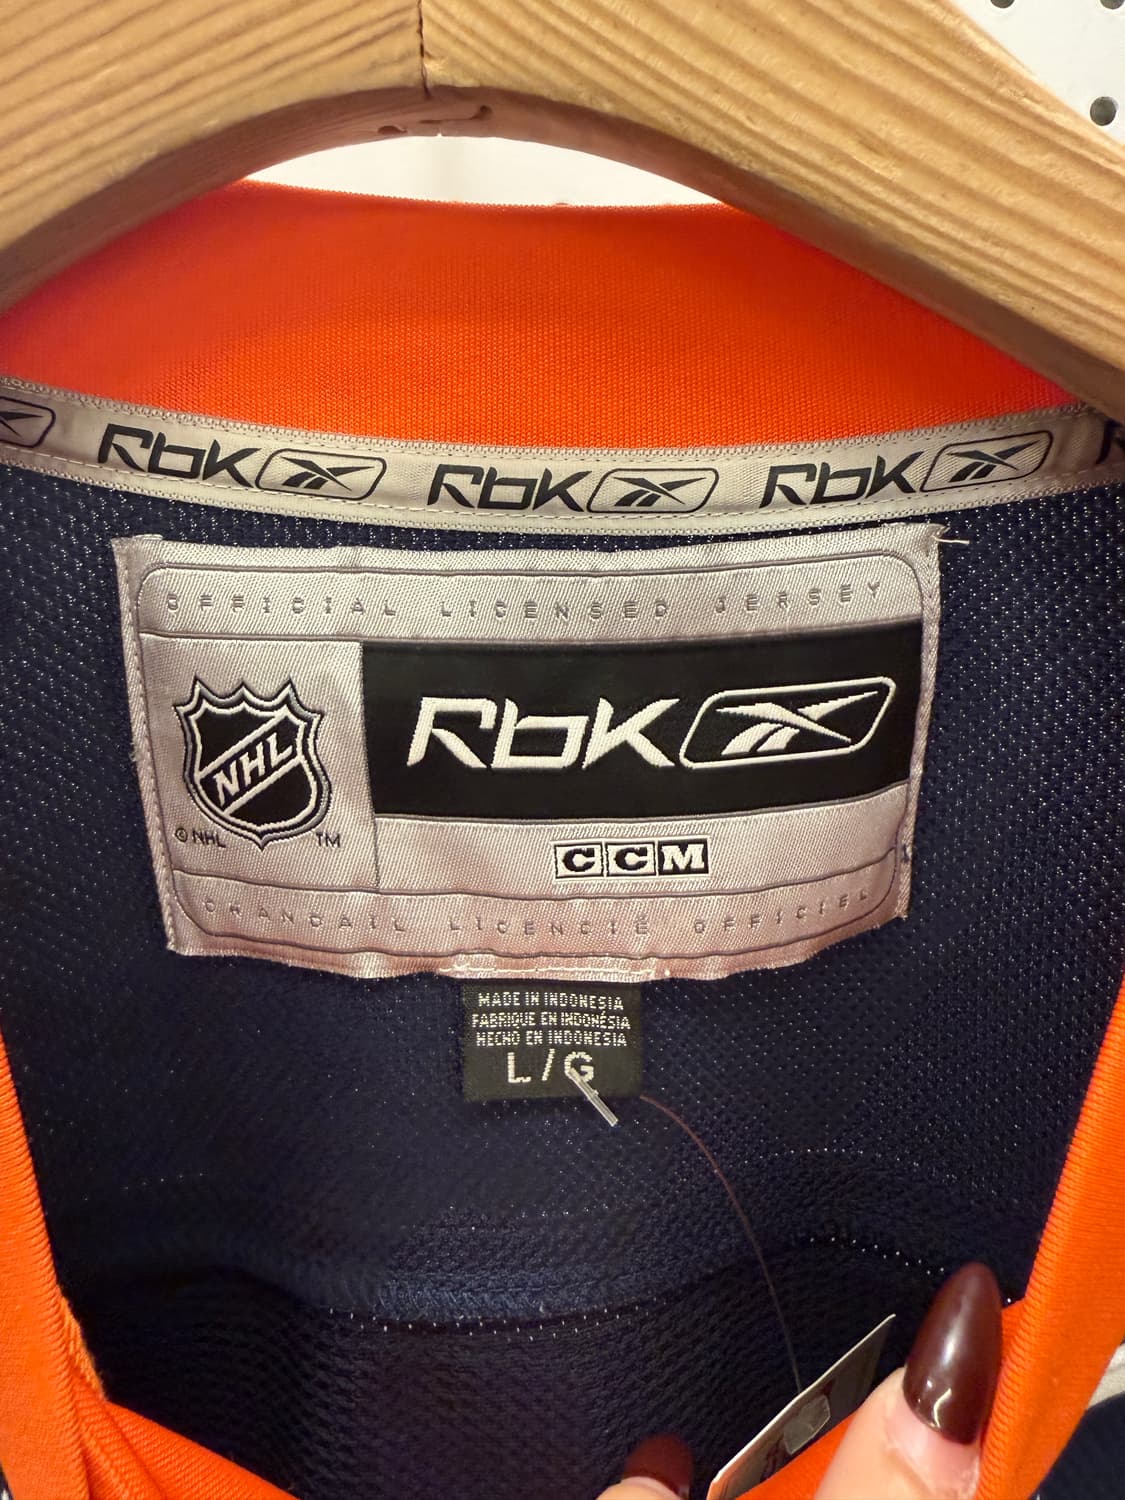 RbK RbK RbK
OFFICIAL LICENSED JERSEY
NHL
RbK
© NHL TM
CCM
CHANDAIL LICENCIÉ OFFICIEL
MADE IN INDONESIA
FABRIQUE EN INDONÉSIA
HECHO EN INDONESIA
L/G